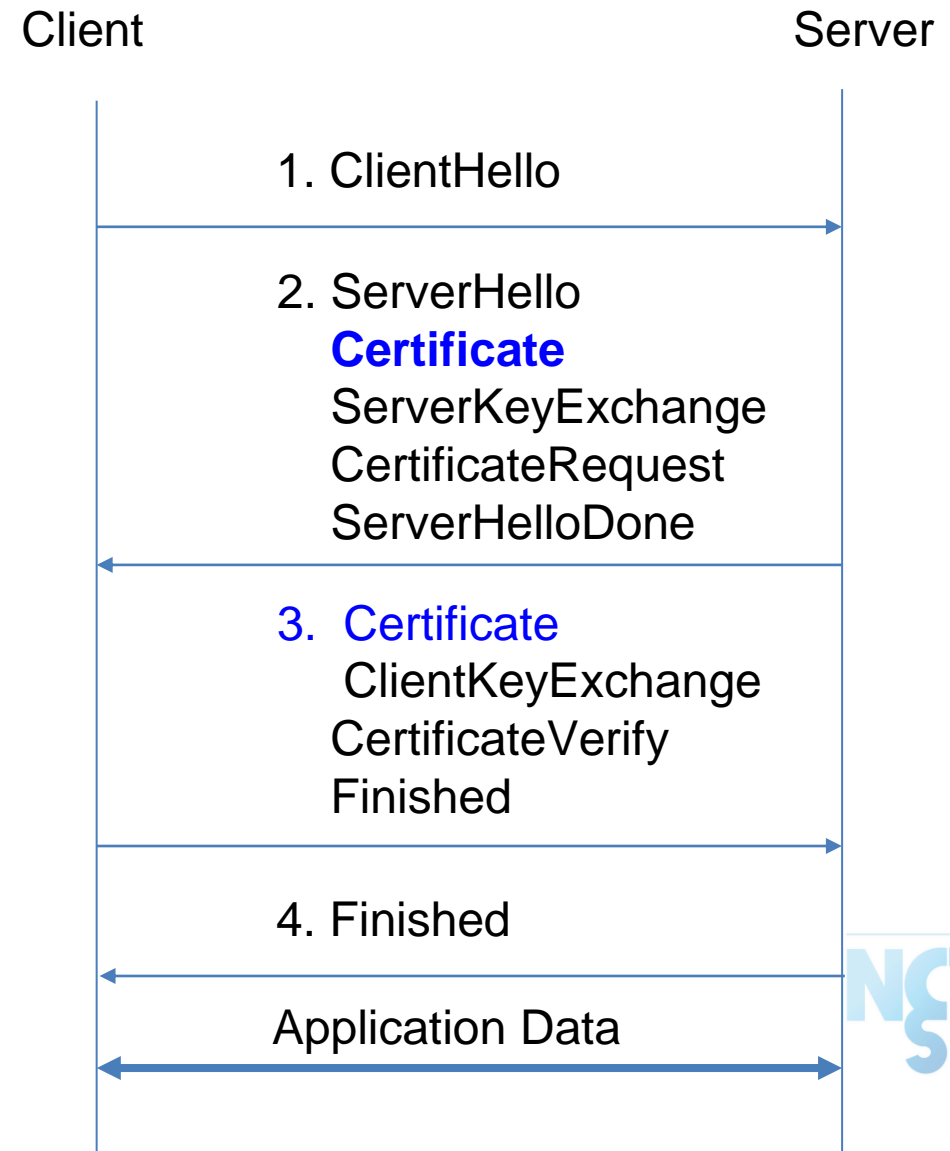 Client Server
1. ClientHello
2. ServerHello
Certificate
ServerKeyExchange
CertificateRequest
ServerHelloDone
3. Certificate
ClientKeyExchange
CertificateVerify
Finished
4. Finished
Application Data
NC
S